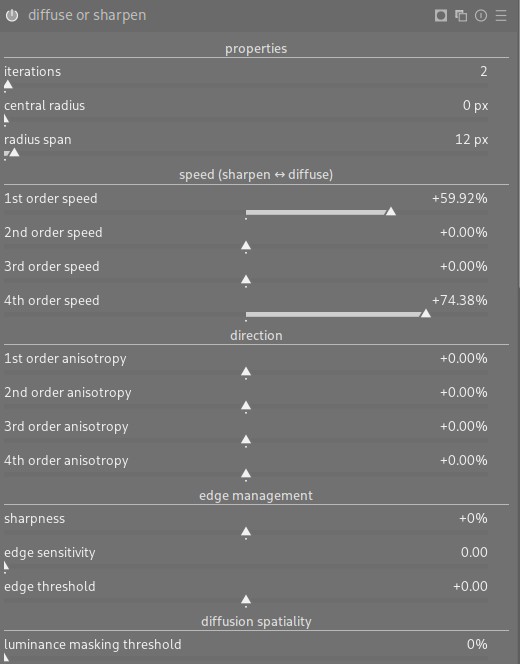 diffuse or sharpen
properties
iterations 2
central radius 0 px
radius span 12 px
speed (sharpen ↔ diffuse)
1st order speed +59.92%
2nd order speed +0.00%
3rd order speed +0.00%
4th order speed +74.38%
direction
1st order anisotropy +0.00%
2nd order anisotropy +0.00%
3rd order anisotropy +0.00%
4th order anisotropy +0.00%
edge management
sharpness +0%
edge sensitivity 0.00
edge threshold +0.00
diffusion spatiality
luminance masking threshold 0%